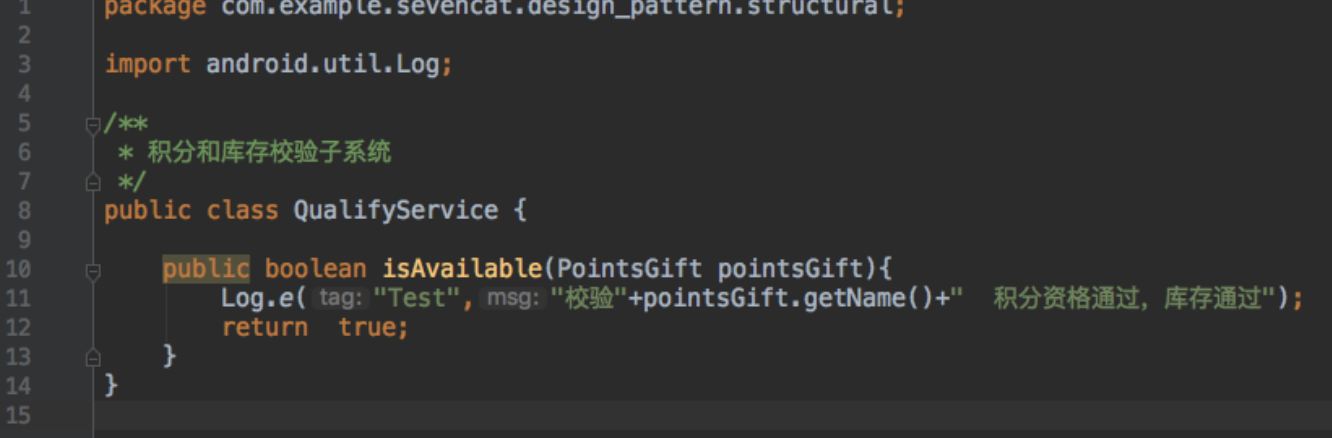 1 package com.example.sevencat.design_pattern.structural;
2
3 import android.util.Log;
4
5 /**
6 * 积分和库存校验子系统
7 */
8 public class QualifyService {
9
10 public boolean isAvailable(PointsGift pointsGift){
11 Log.e( tag: "Test", msg: "校验"+pointsGift.getName()+"  积分资格通过，库存通过");
12 return  true;
13 }
14 }
15